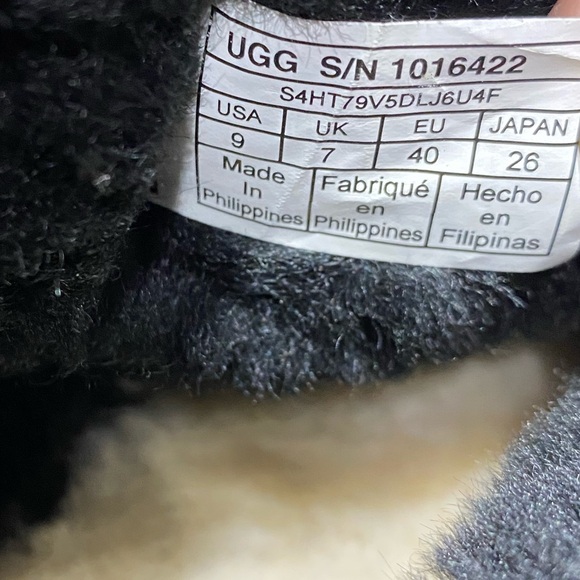 UGG S/N 1016422
S4HT79V5DLJ6U4F
USA UK EU JAPAN
9 7 40 26
Made In Philippines
Fabriqué en Philippines
Hecho en Filipinas